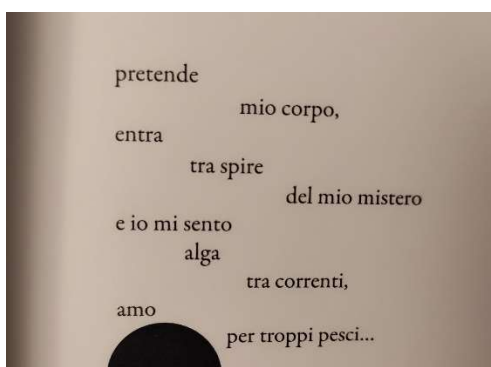 pretende
mio corpo,
entra
tra spire
del mio mistero
e io mi sento
alga
tra correnti,
amo
per troppi pesci...